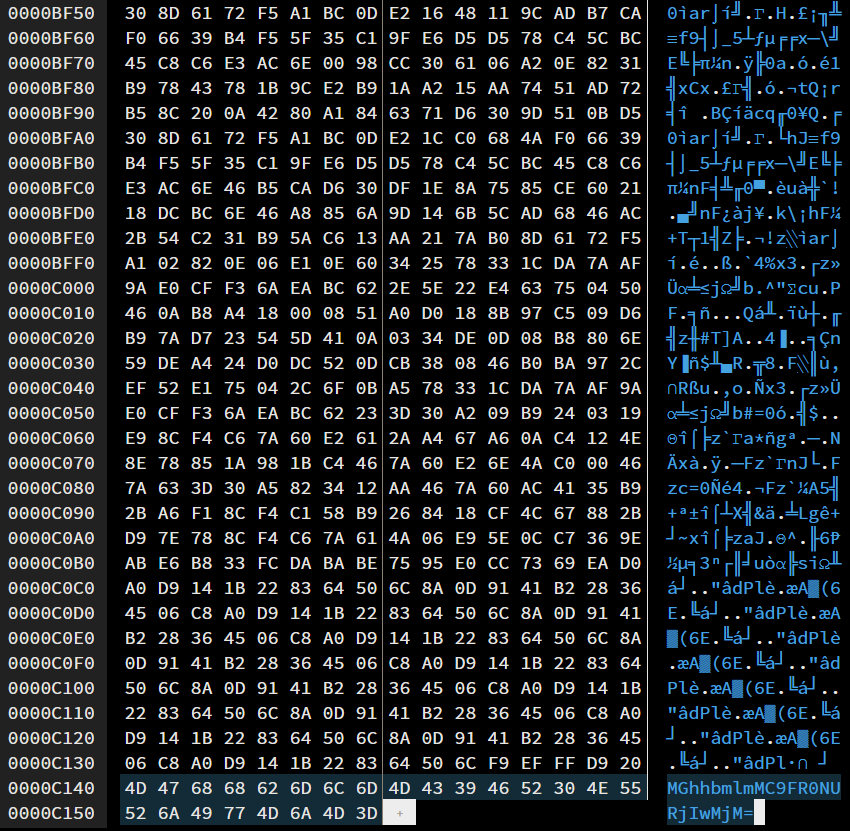 0000BF50 30 8D 61 72 F5 A1 BC 0D E2 16 48 11 9C AD B7 CA 0ìar⌡í╝.Γ.H.£¡╖╩
0000BF60 F0 66 39 B4 F5 5F 35 C1 9F E6 D5 D5 78 C4 5C BC ≡f9┤⌡_5┴ƒµ╒╒x─\╝
0000BF70 45 C8 C6 E3 AC 6E 00 98 CC 30 61 06 A2 0E 82 31 E╚╞π¼n.ÿ╠0a.ó.é1
0000BF80 B9 78 43 78 1B 9C E2 B9 1A A2 15 AA 74 51 AD 72 ╣xCx.£Γ╣.ó.¬tQ¡r
0000BF90 B5 8C 20 0A 42 80 A1 84 63 71 D6 30 9D 51 0B D5 ╡î .BÇíäcq╓0¥Q.╒
0000BFA0 30 8D 61 72 F5 A1 BC 0D E2 1C C0 68 4A F0 66 39 0ìar⌡í╝.Γ.└hJ≡f9
0000BFB0 B4 F5 5F 35 C1 9F E6 D5 D5 78 C4 5C BC 45 C8 C6 ┤⌡_5┴ƒµ╒╒x─\╝E╚╞
0000BFC0 E3 AC 6E 46 B5 CA D6 30 DF 1E 8A 75 85 CE 60 21 π¼nF╡╩╓0▀.èuà╬`!
0000BFD0 18 DC BC 6E 46 A8 85 6A 9D 14 6B 5C AD 68 46 AC .▄╝nF¿àj¥.k\¡hF¼
0000BFE0 2B 54 C2 31 B9 5A C6 13 AA 21 7A B0 8D 61 72 F5 +T┬1╣Z╞.¬!z░ìar⌡
0000BFF0 A1 02 82 0E 06 E1 0E 60 34 25 78 33 1C DA 7A AF í.é..ß.`4%x3.┌z»
0000C000 9A E0 CF F3 6A EA BC 62 2E 5E 22 E4 63 75 04 50 Üα╧≤jΩ╝b.^"Σcu.P
0000C010 46 0A B8 A4 18 00 08 51 A0 D0 18 8B 97 C5 09 D6 F.╕ñ...Qá╨.ïù┼.╓
0000C020 B9 7A D7 23 54 5D 41 0A 03 34 DE 0D 08 B8 80 6E ╣z╫#T]A..4▐..╕Çn
0000C030 59 DE A4 24 D0 DC 52 0D CB 38 08 46 B0 BA 97 2C Y▐ñ$╨▄R.╦8.F░║ù,
0000C040 EF 52 E1 75 04 2C 6F 0B A5 78 33 1C DA 7A AF 9A ∩Rßu.,o.Ñx3.┌z»Ü
0000C050 E0 CF F3 6A EA BC 62 23 3D 30 A2 09 B9 24 03 19 α╧≤jΩ╝b#=0ó.╣$..
0000C060 E9 8C F4 C6 7A 60 E2 61 2A A4 67 A6 0A C4 12 4E Θî⌠╞z`Γa*ñgª.─.N
0000C070 8E 78 85 1A 98 1B C4 46 7A 60 E2 6E 4A C0 00 46 Äxà.ÿ.─Fz`ΓnJ└.F
0000C080 7A 63 3D 30 A5 82 34 12 AA 46 7A 60 AC 41 35 B9 zc=0Ñé4.¬Fz`¼A5╣
0000C090 2B A6 F1 8C F4 C1 58 B9 26 84 18 CF 4C 67 88 2B +ª±î⌠┴X╣&ä.╧Lgê+
0000C0A0 D9 7E 78 8C F4 C6 7A 61 4A 06 E9 5E 0C C7 36 9E ┘~xî⌠╞zaJ.Θ^.╟6₧
0000C0B0 AB E6 B8 33 FC DA BA BE 75 95 E0 CC 73 69 EA D0 ½µ╕3ⁿ┌║╛uòα╠siΩ╨
0000C0C0 A0 D9 14 1B 22 83 64 50 6C 8A 0D 91 41 B2 28 36 á┘.."âdPlè.æA▓(6
0000C0D0 45 06 C8 A0 D9 14 1B 22 83 64 50 6C 8A 0D 91 41 E.╚á┘.."âdPlè.æA
0000C0E0 B2 28 36 45 06 C8 A0 D9 14 1B 22 83 64 50 6C 8A ▓(6E.╚á┘.."âdPlè
0000C0F0 0D 91 41 B2 28 36 45 06 C8 A0 D9 14 1B 22 83 64 .æA▓(6E.╚á┘.."âd
0000C100 50 6C 8A 0D 91 41 B2 28 36 45 06 C8 A0 D9 14 1B Plè.æA▓(6E.╚á┘..
0000C110 22 83 64 50 6C 8A 0D 91 41 B2 28 36 45 06 C8 A0 "âdPlè.æA▓(6E.╚á
0000C120 D9 14 1B 22 83 64 50 6C 8A 0D 91 41 B2 28 36 45 ┘.."âdPlè.æA▓(6E
0000C130 06 C8 A0 D9 14 1B 22 83 64 50 6C F9 EF FF D9 20 .╚á┘.."âdPl∙∩ ┘
0000C140 4D 47 68 68 62 6D 6C 6D 4D 43 39 46 52 30 4E 55 MGhhbmlmMC9FR0NU
0000C150 52 6A 49 77 4D 6A 4D 3D + RjIwMjM=